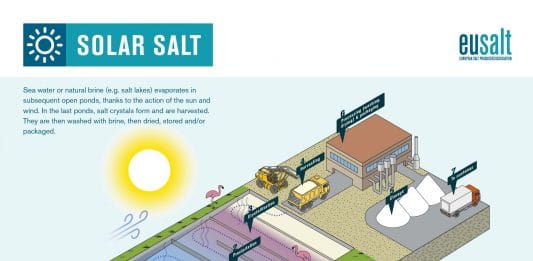 SOLAR SALT
eusalt
EUROPEAN SALT PRODUCERS ASSOCIATION
Sea water or natural brine (e.g. salt lakes) evaporates in
subsequent open ponds, thanks to the action of the sun and
wind. In the last ponds, salt crystals form and are harvested.
They are then washed with brine, then dried, stored and/or
packaged.
Harvesting
Storage